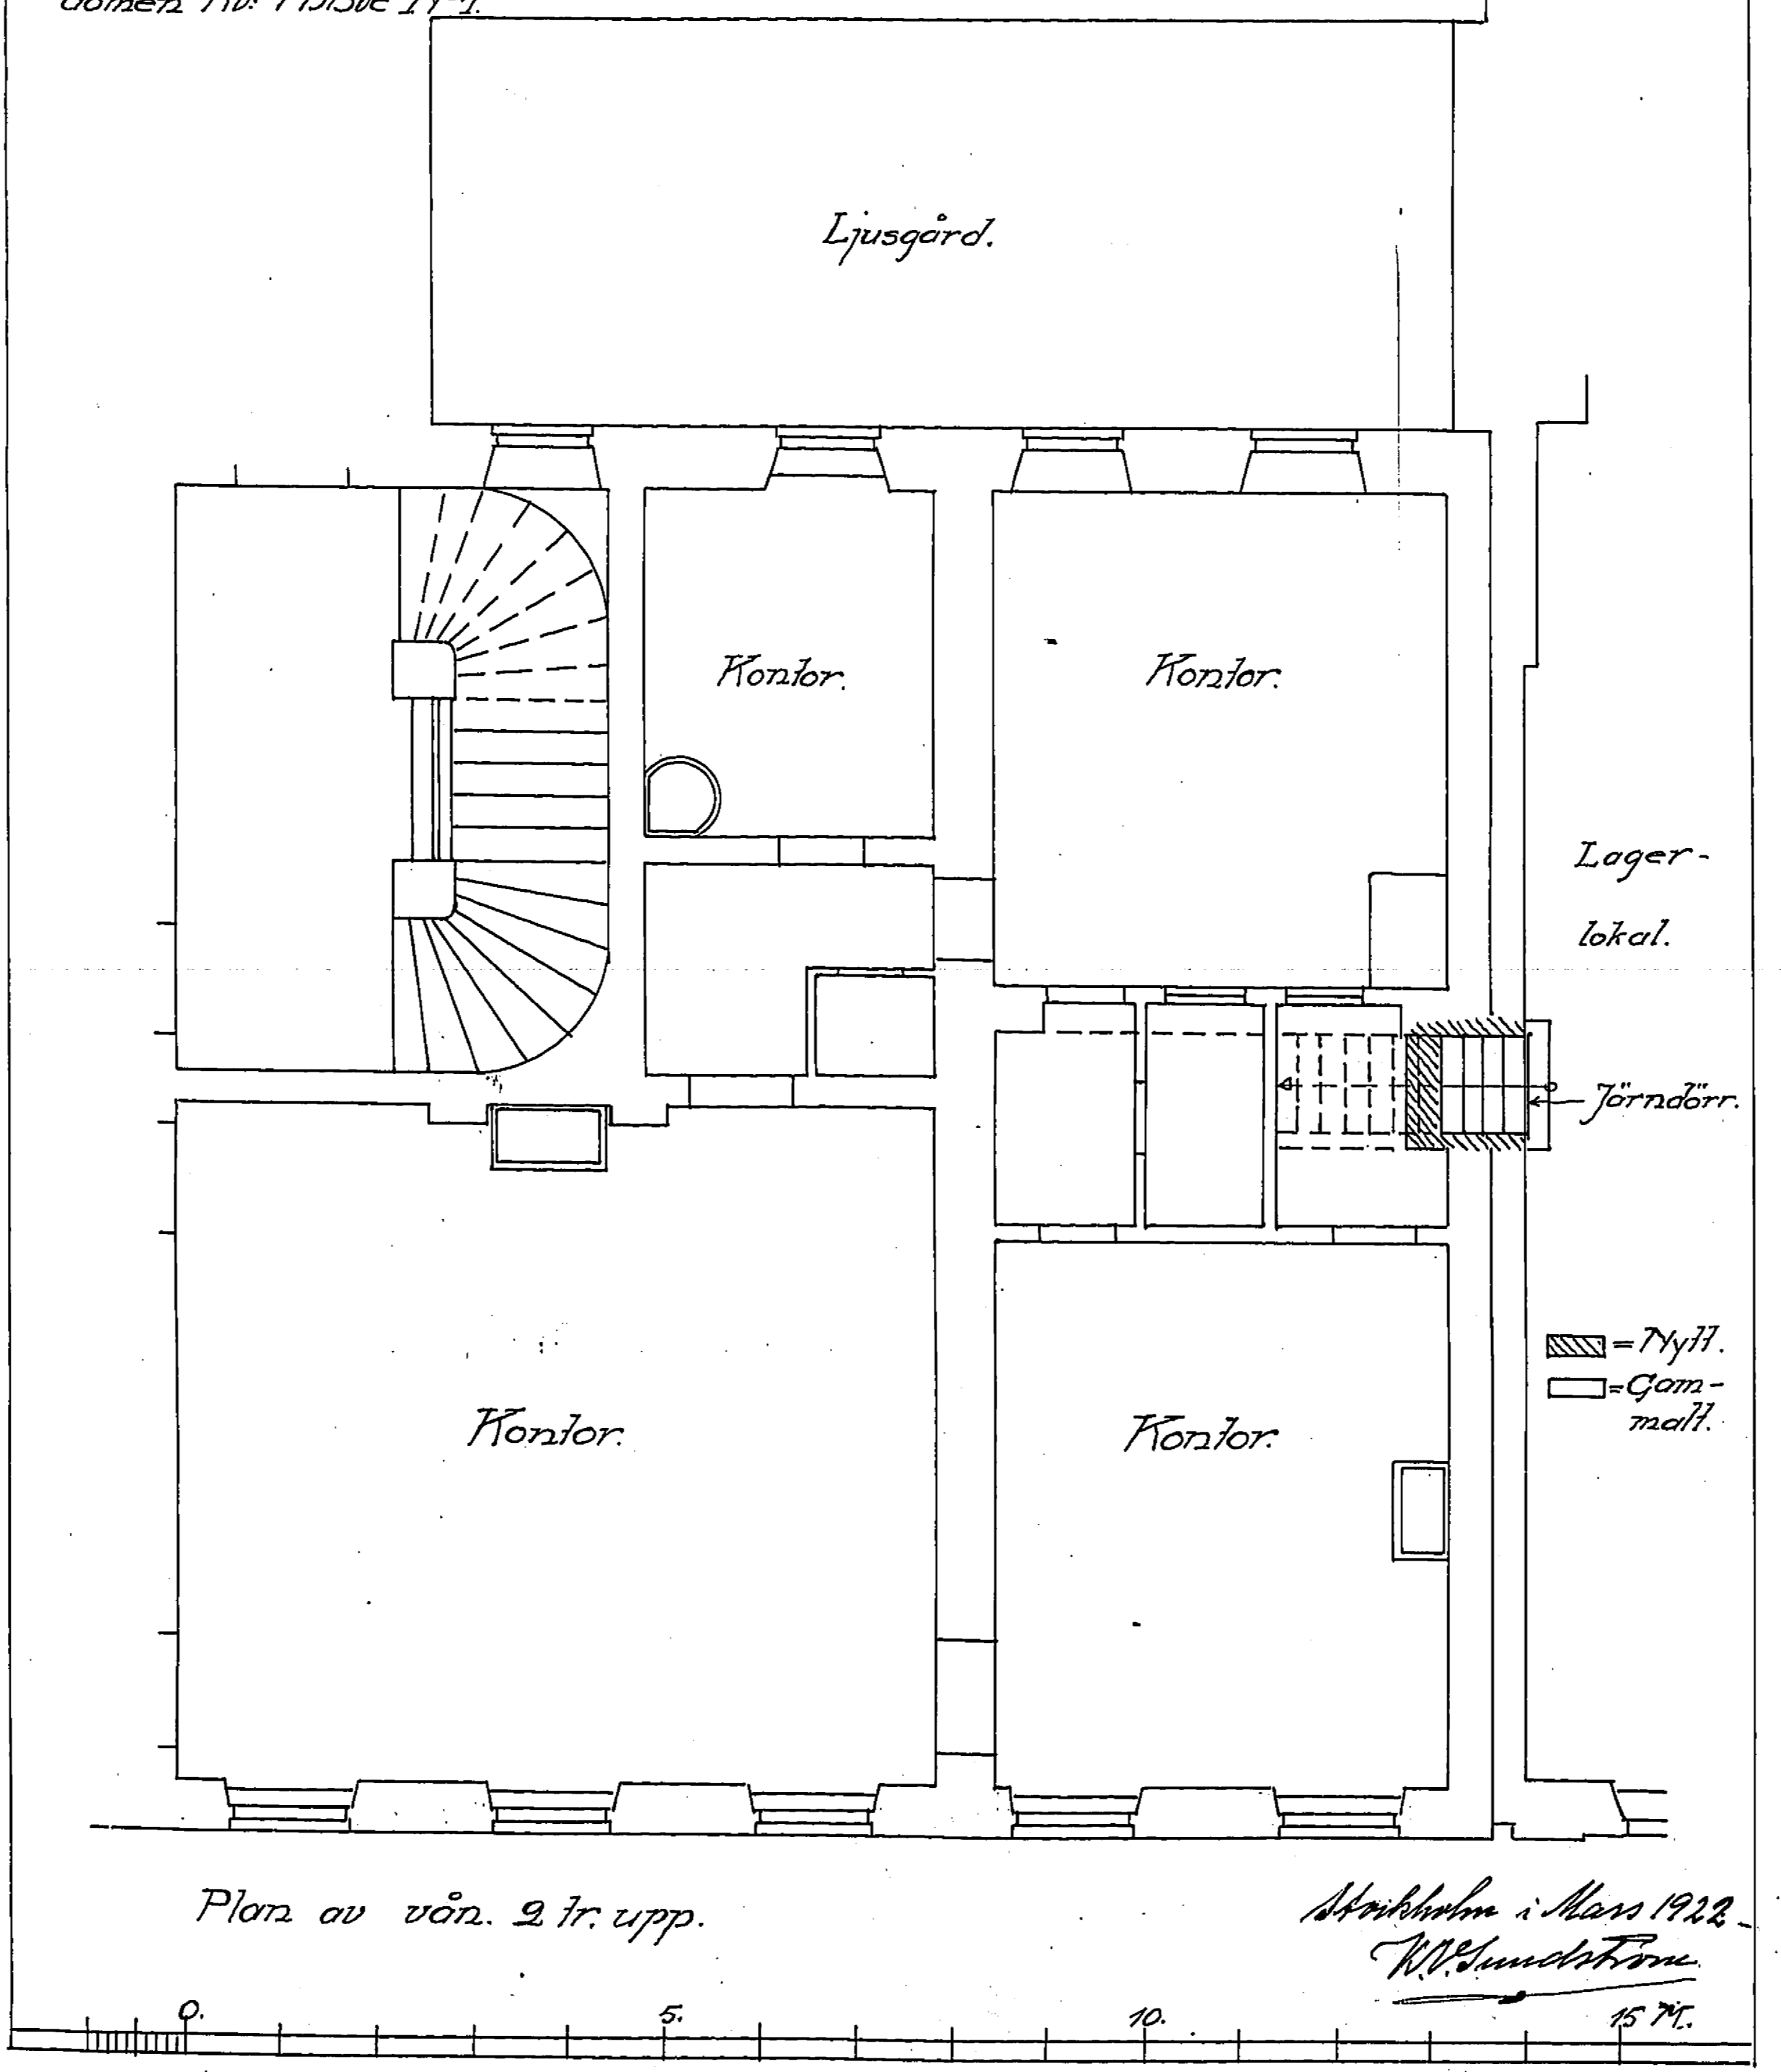 Ljusgård.
Kontor.
Kontor.
Lager-
lokal.
Jörndörr.
= Nytt.
= Gam-
malt.
Kontor.
Kontor.
Plan av vån. 2 tr. upp.
Stockholm i Mars 1922
0. 5. 10. 15 M.